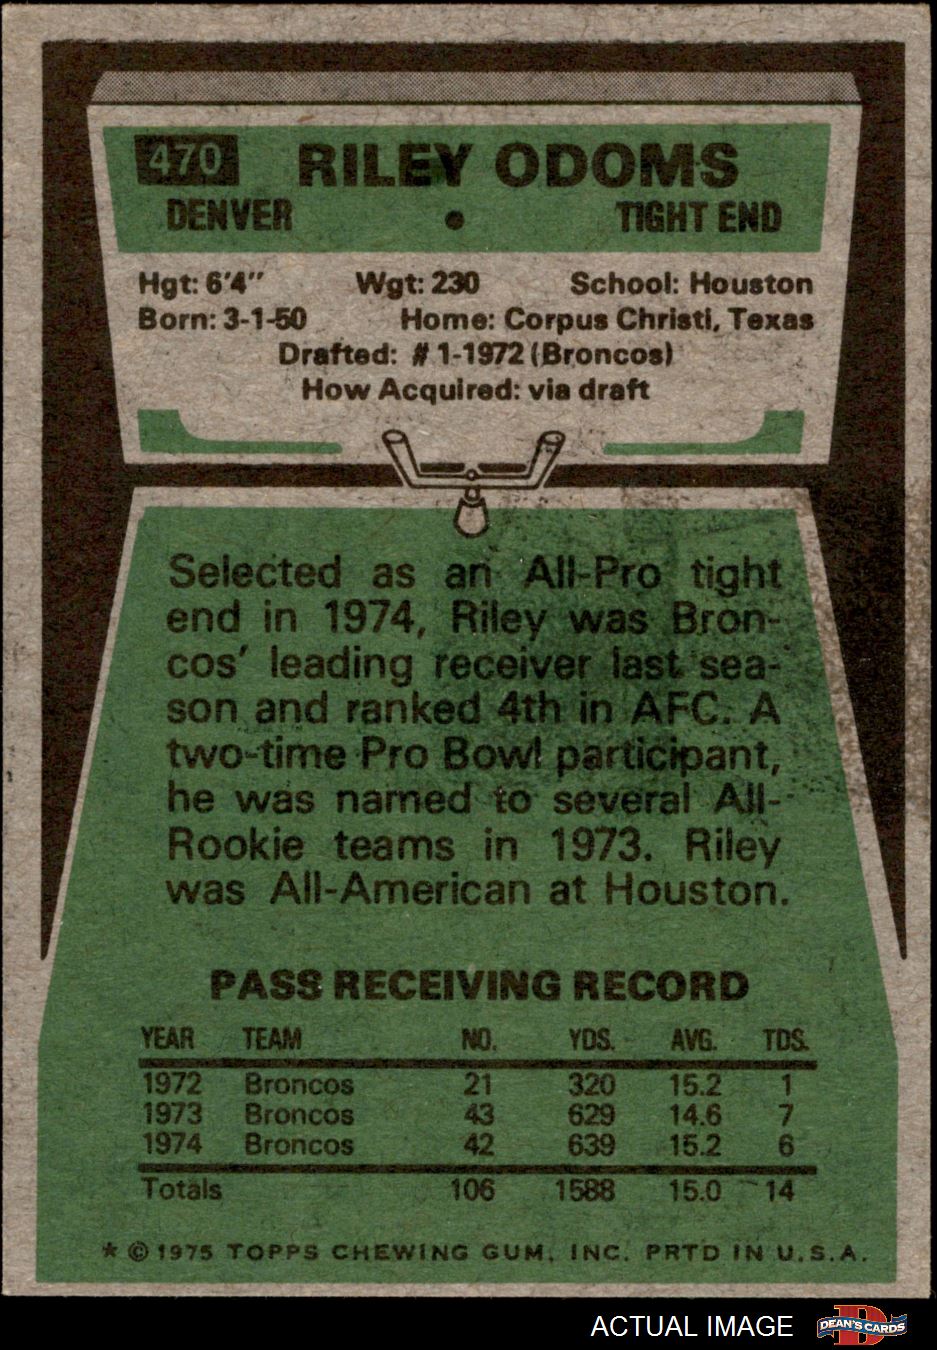 470 RILEY ODOMS
DENVER • TIGHT END
Hgt: 6'4" Wgt: 230 School: Houston
Born: 3-1-50 Home: Corpus Christi, Texas
Drafted: # 1-1972 (Broncos)
How Acquired: via draft
Selected as an All-Pro tight
end in 1974, Riley was Bron-
cos' leading receiver last sea-
son and ranked 4th in AFC. A
two-time Pro Bowl participant,
he was named to several All-
Rookie teams in 1973. Riley
was All-American at Houston.
PASS RECEIVING RECORD
YEAR TEAM NO. YDS. AVG. TDS.
1972 Broncos 21 320 15.2 1
1973 Broncos 43 629 14.6 7
1974 Broncos 42 639 15.2 6
Totals 106 1588 15.0 14
* © 1975 TOPPS CHEWING GUM, INC. PRTD IN U.S.A.
ACTUAL IMAGE
D
DEAN'S CARDS